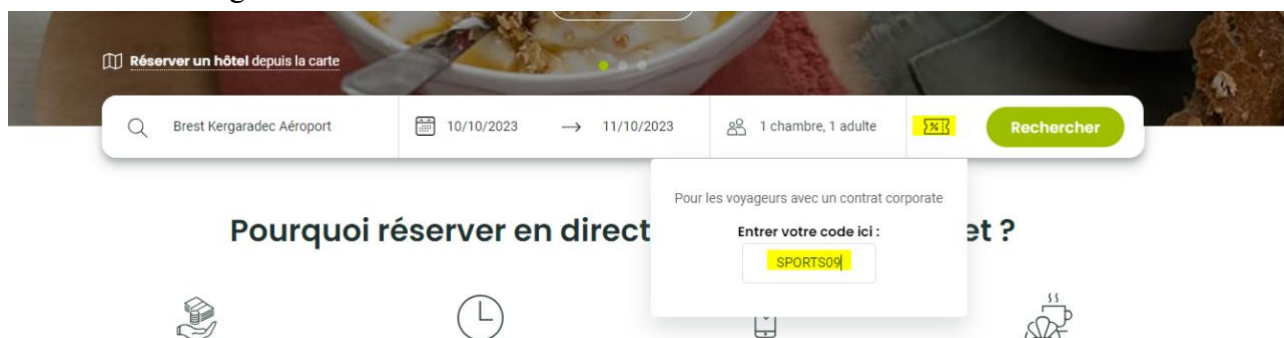 Réserver un hôtel depuis la carte
Brest Kergaradec Aéroport
10/10/2023 → 11/10/2023
1 chambre, 1 adulte
Rechercher
Pour les voyageurs avec un contrat corporate
Entrer votre code ici :
SPORTS09
Pourquoi réserver en direct et ?